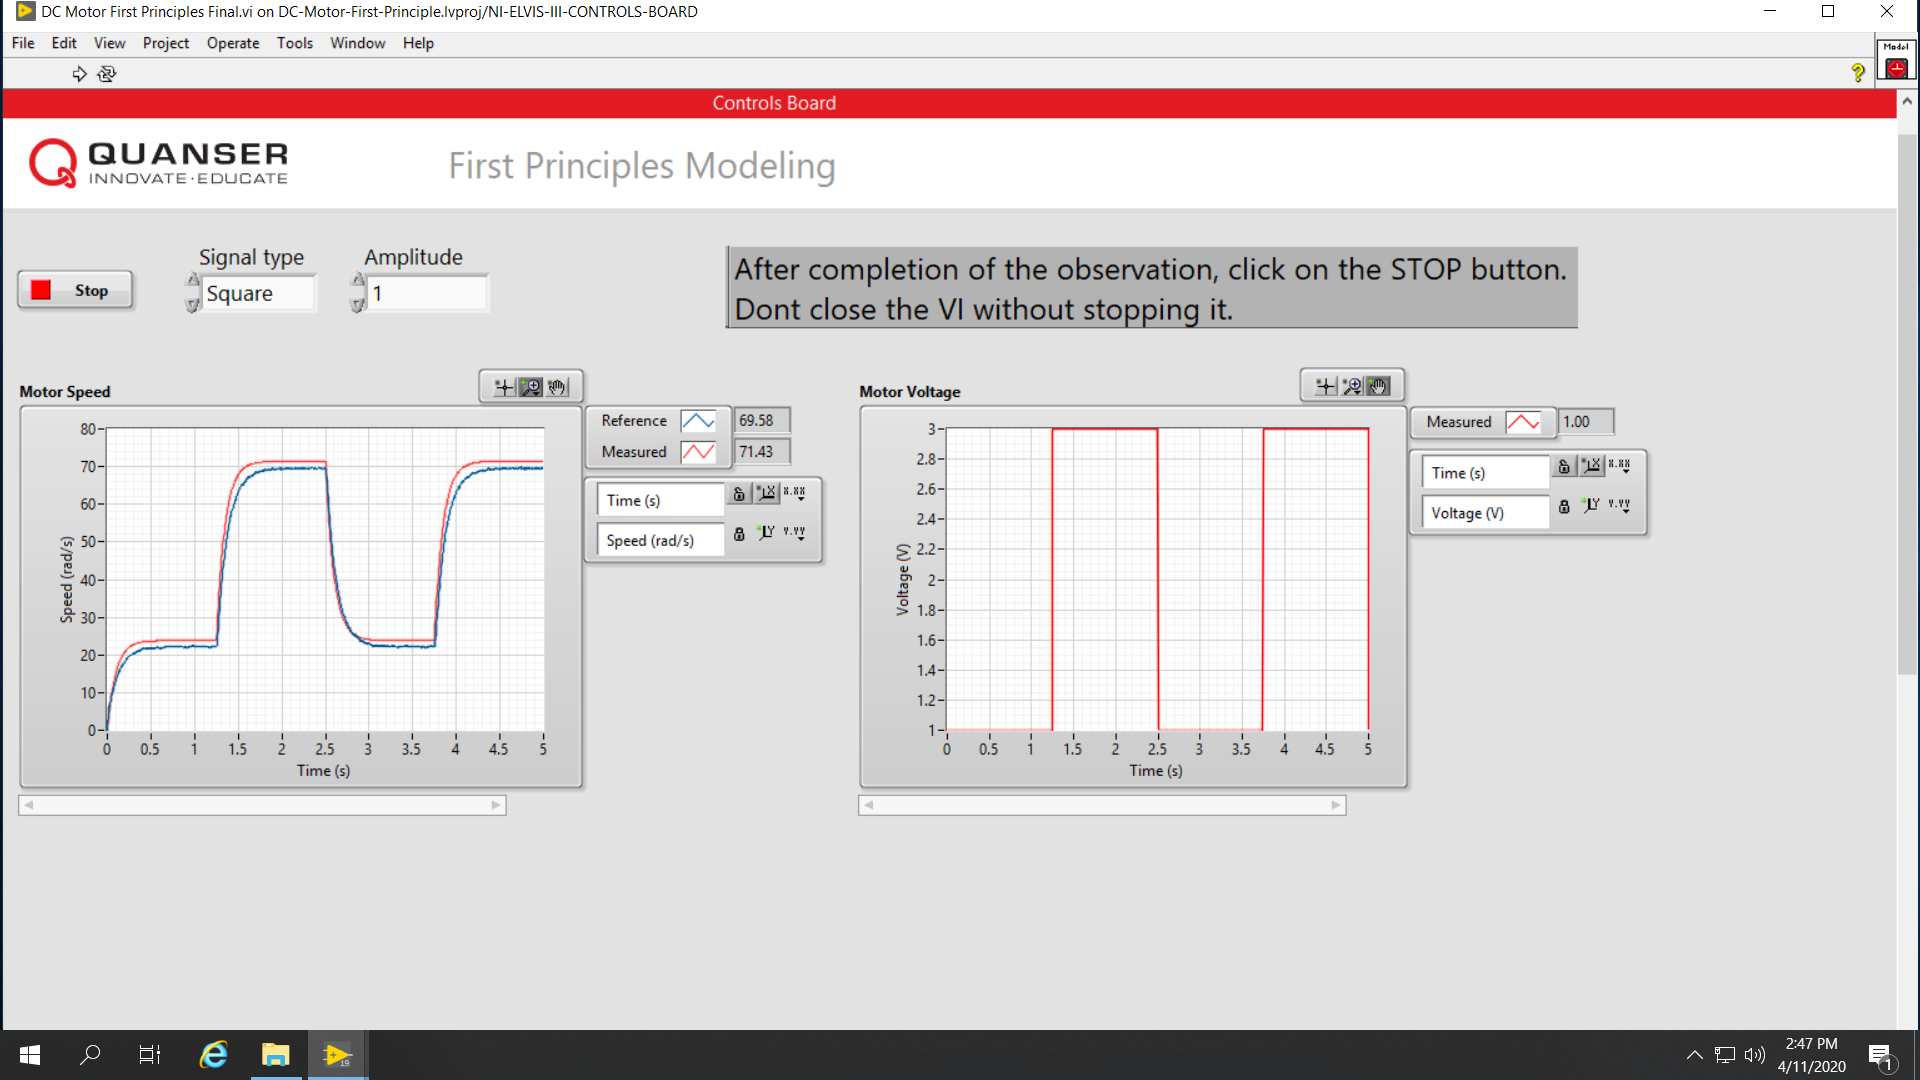 DC Motor First Principles Final.vi on DC-Motor-First-Principle.lvproj/NI-ELVIS-III-CONTROLS-BOARD
File Edit View Project Operate Tools Window Help
Model
Controls Board
QUANSER
INNOVATE·EDUCATE
First Principles Modeling
Signal type
Amplitude
Stop
Square
1
After completion of the observation, click on the STOP button.
Dont close the VI without stopping it.
Motor Speed
80
70
60
50
40
30
20
10
0
Speed (rad/s)
0 0.5 1 1.5 2 2.5 3 3.5 4 4.5 5
Time (s)
Reference 69.58
Measured 71.43
Time (s) X.XX
Speed (rad/s) Y.YY
Motor Voltage
3
2.8
2.6
2.4
2.2
2
1.8
1.6
1.4
1.2
1
Voltage (V)
0 0.5 1 1.5 2 2.5 3 3.5 4 4.5 5
Time (s)
Measured 1.00
Time (s) X.XX
Voltage (V) Y.YY
19
2:47 PM
4/11/2020
1